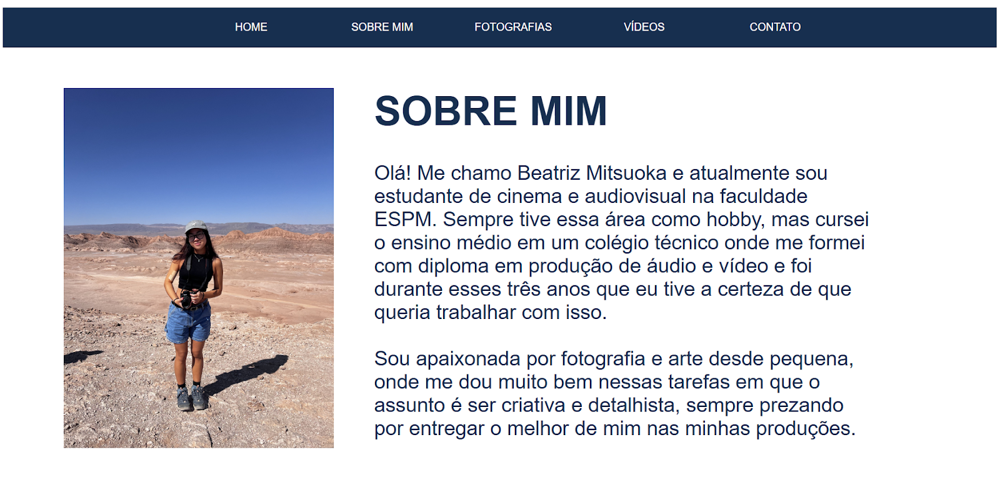 HOME SOBRE MIM FOTOGRAFIAS VÍDEOS CONTATO
SOBRE MIM
Olá! Me chamo Beatriz Mitsuoka e atualmente sou
estudante de cinema e audiovisual na faculdade
ESPM. Sempre tive essa área como hobby, mas cursei
o ensino médio em um colégio técnico onde me formei
com diploma em produção de áudio e vídeo e foi
durante esses três anos que eu tive a certeza de que
queria trabalhar com isso.
Sou apaixonada por fotografia e arte desde pequena,
onde me dou muito bem nessas tarefas em que o
assunto é ser criativa e detalhista, sempre prezando
por entregar o melhor de mim nas minhas produções.